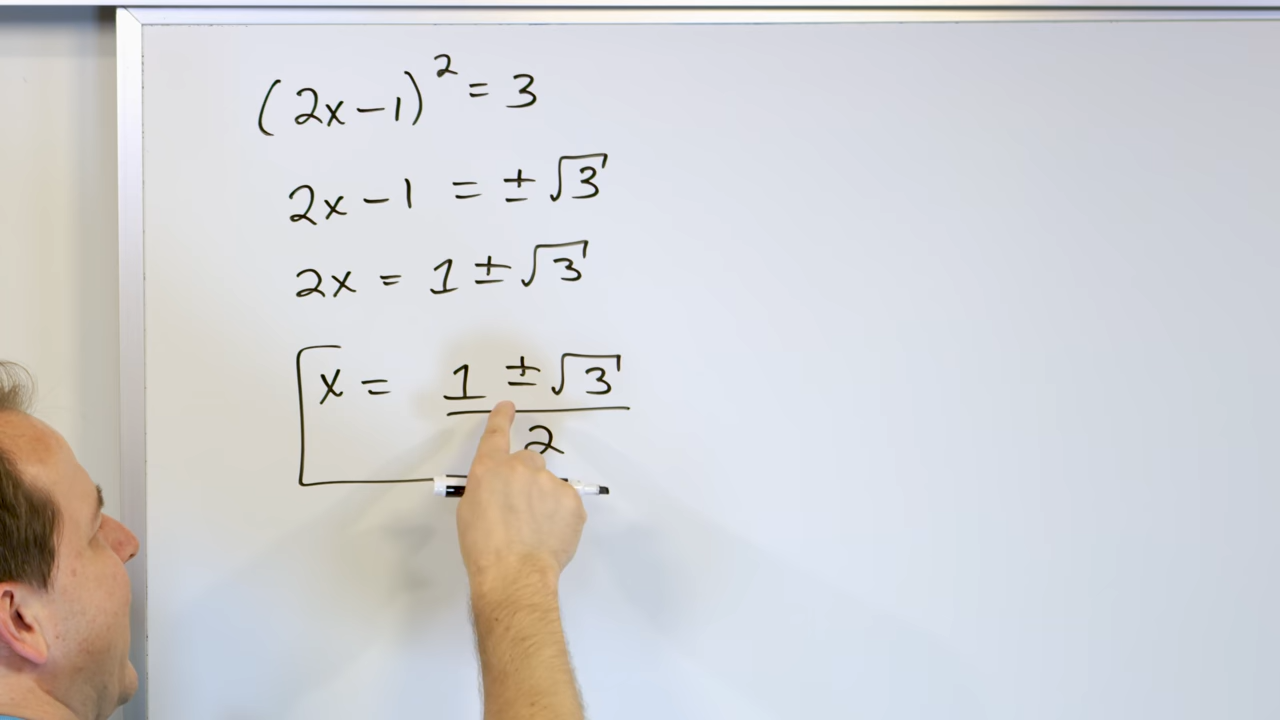 (2x-1)² = 3
2x-1 = ±√3
2x = 1 ± √3
x = 1 ± √3
2